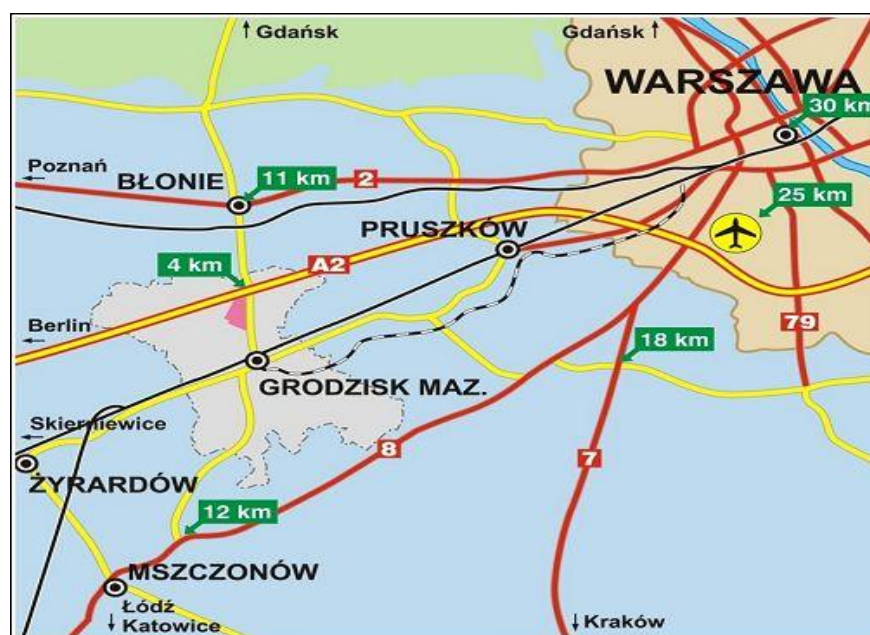 Gdańsk
Gdańsk
WARSZAWA
30 km
Poznań
BŁONIE
11 km
2
25 km
PRUSZKÓW
4 km
A2
Berlin
79
18 km
GRODZISK MAZ.
Skierniewice
8
7
ŻYRARDÓW
12 km
MSZCZONÓW
Łódź
Katowice
Kraków